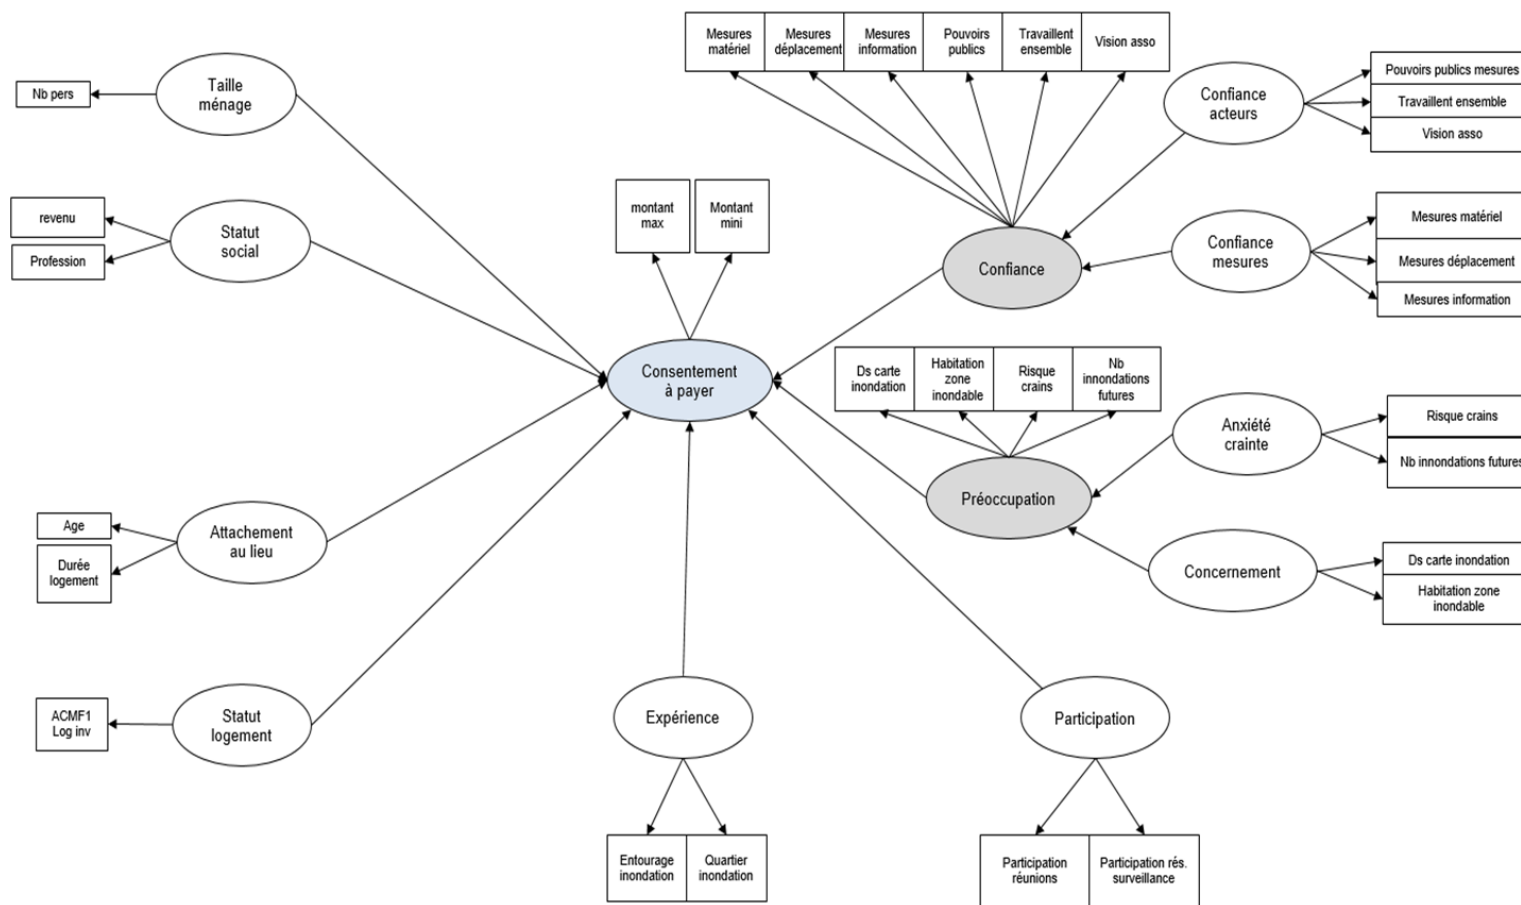 Mesures
matériel
Mesures
déplacement
Mesures
information
Pouvoirs
publics
Travaillent
ensemble
Vision asso
Nb pers
Taille
ménage
Confiance
acteurs
Pouvoirs publics mesures
Travaillent ensemble
Vision asso
revenu
Profession
Statut
social
montant
max
Montant
mini
Confiance
Confiance
mesures
Mesures matériel
Mesures déplacement
Mesures information
Consentement
à payer
Ds carte
inondation
Habitation
zone
inondable
Risque
crains
Nb
innondations
futures
Anxiété
crainte
Risque crains
Nb innondations futures
Préoccupation
Age
Durée
logement
Attachement
au lieu
Concernement
Ds carte inondation
Habitation zone
inondable
ACMF1
Log inv
Statut
logement
Expérience
Participation
Entourage
inondation
Quartier
inondation
Participation
réunions
Participation rés.
surveillance